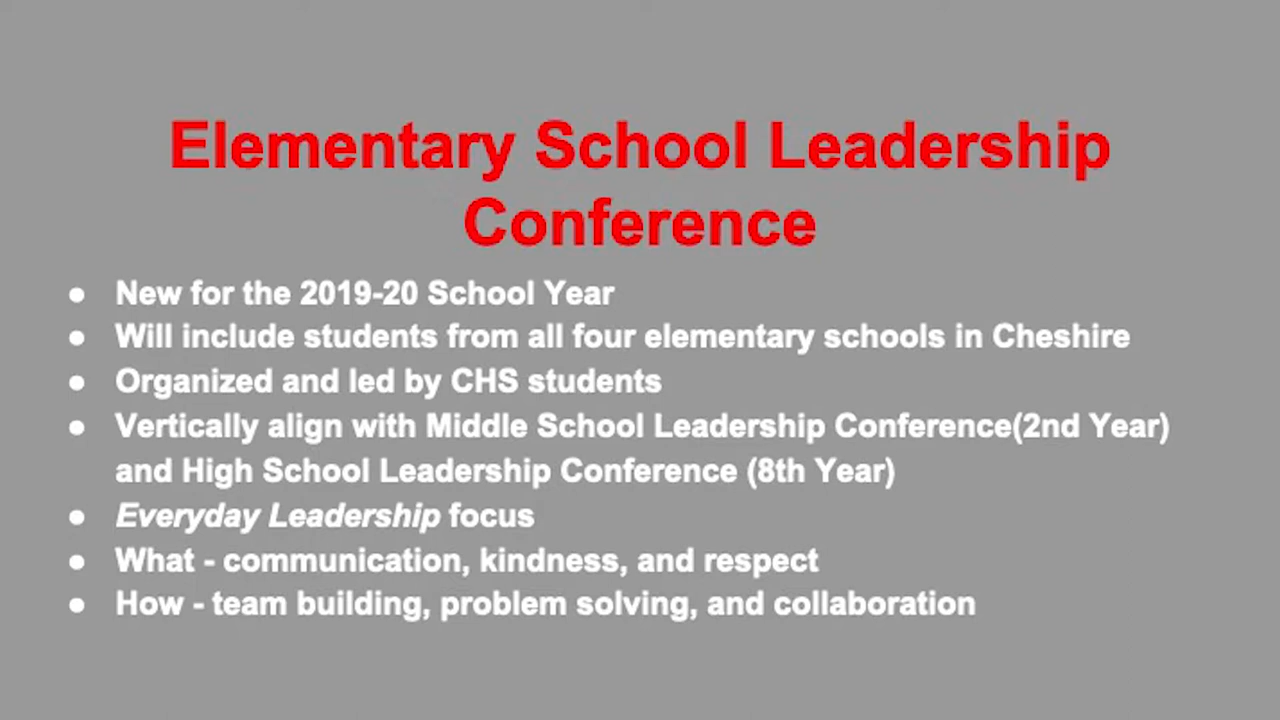 Elementary School Leadership
Conference
● New for the 2019-20 School Year
● Will include students from all four elementary schools in Cheshire
● Organized and led by CHS students
● Vertically align with Middle School Leadership Conference(2nd Year)
and High School Leadership Conference (8th Year)
● Everyday Leadership focus
● What - communication, kindness, and respect
● How - team building, problem solving, and collaboration